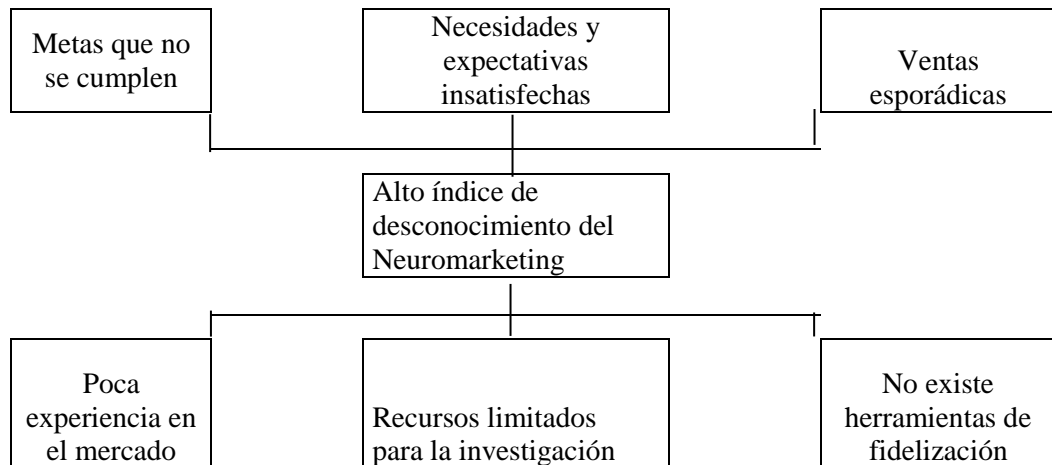 Metas que no
se cumplen
Necesidades y
expectativas
insatisfechas
Ventas
esporádicas
Alto índice de
desconocimiento del
Neuromarketing
Poca
experiencia en
el mercado
Recursos limitados
para la investigación
No existe
herramientas de
fidelización